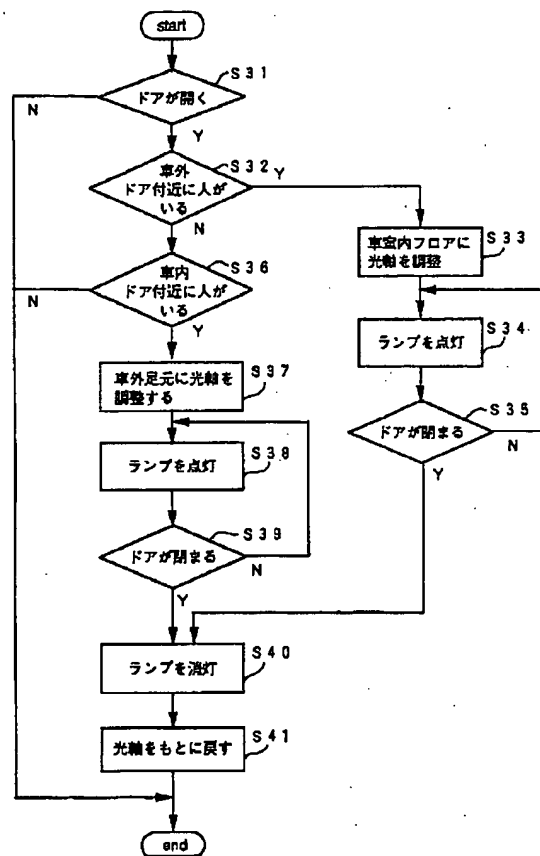 start
S31
ドアが開く
N
Y
S32
車外
ドア付近に人が
いる
Y
N
S33
車室内フロアに
光軸を調整
S36
車内
ドア付近に人が
いる
N
Y
S34
ランプを点灯
S37
車外足元に光軸を
調整する
S35
ドアが閉まる
N
Y
S38
ランプを点灯
S39
ドアが閉まる
N
Y
S40
ランプを消灯
S41
光軸をもとに戻す
end